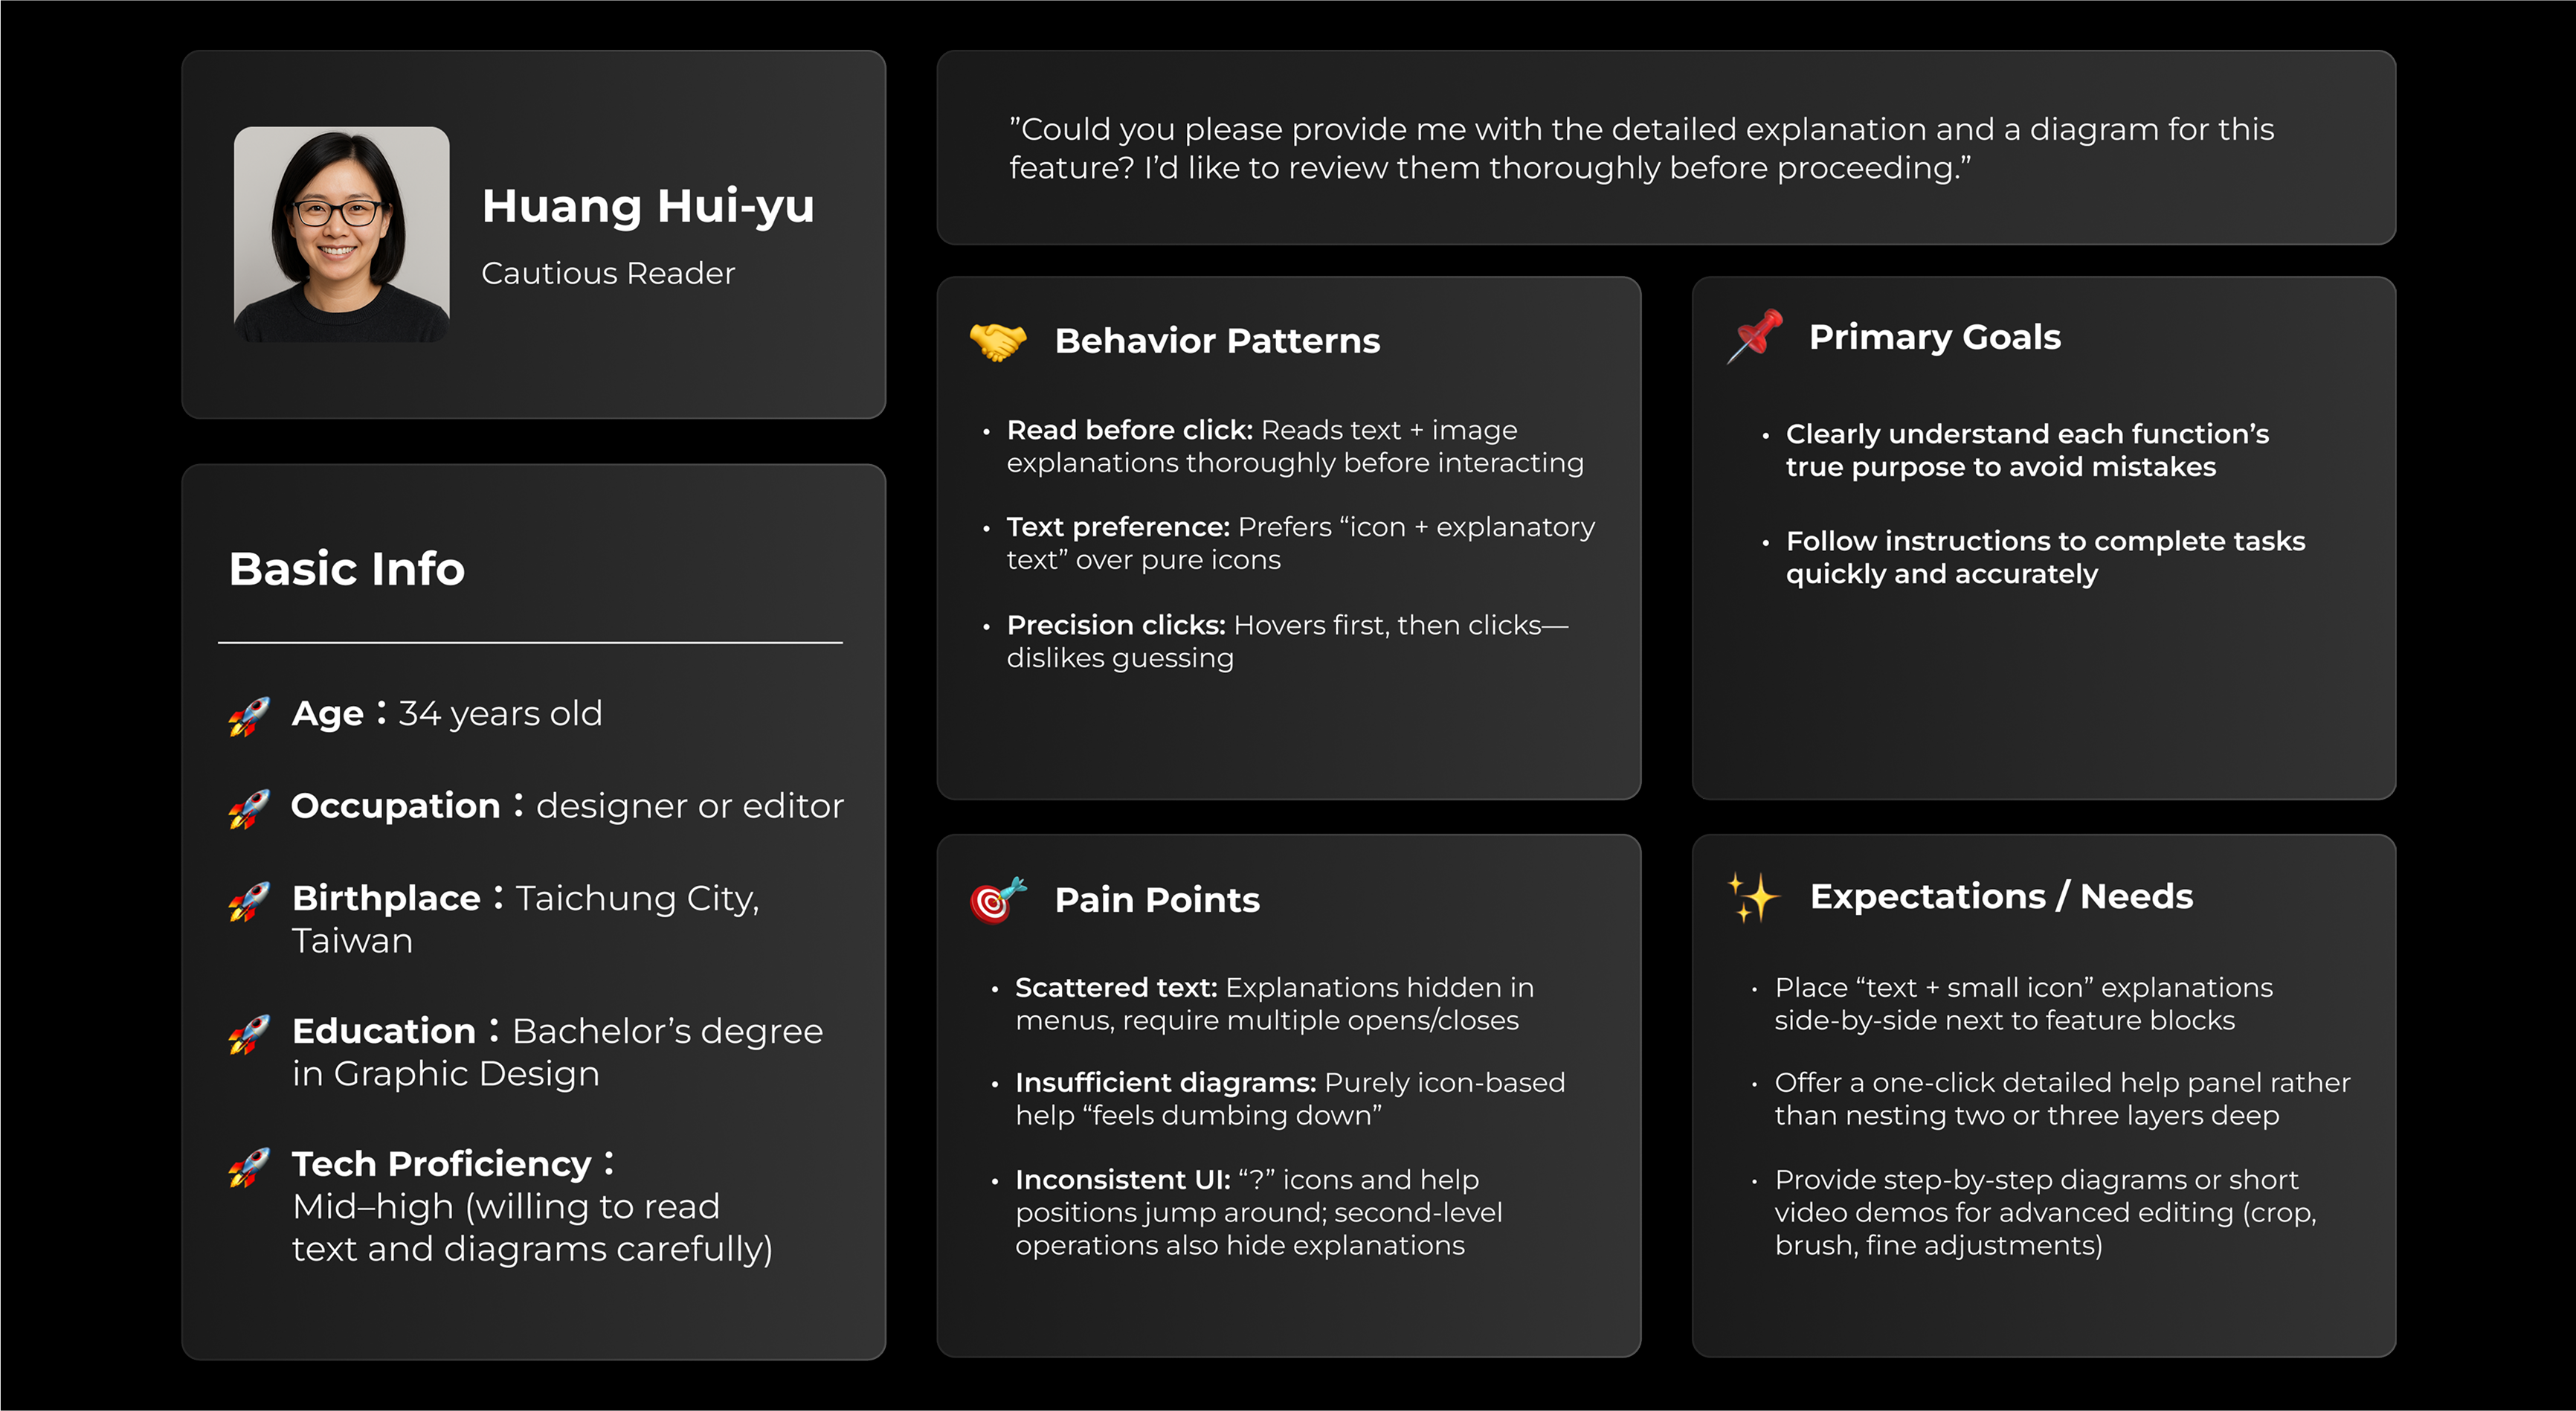 Huang Hui-yu
Cautious Reader
Basic Info
Age：34 years old
Occupation：designer or editor
Birthplace：Taichung City,
Taiwan
Education：Bachelor’s degree
in Graphic Design
Tech Proficiency：
Mid–high (willing to read
text and diagrams carefully)
”Could you please provide me with the detailed explanation and a diagram for this
feature? I’d like to review them thoroughly before proceeding.”
Behavior Patterns
• Read before click: Reads text + image
explanations thoroughly before interacting
• Text preference: Prefers “icon + explanatory
text” over pure icons
• Precision clicks: Hovers first, then clicks—
dislikes guessing
Primary Goals
• Clearly understand each function’s
true purpose to avoid mistakes
• Follow instructions to complete tasks
quickly and accurately
Pain Points
• Scattered text: Explanations hidden in
menus, require multiple opens/closes
• Insufficient diagrams: Purely icon-based
help “feels dumbing down”
• Inconsistent UI: “?” icons and help
positions jump around; second-level
operations also hide explanations
Expectations / Needs
• Place “text + small icon” explanations
side-by-side next to feature blocks
• Offer a one-click detailed help panel rather
than nesting two or three layers deep
• Provide step-by-step diagrams or short
video demos for advanced editing (crop,
brush, fine adjustments)